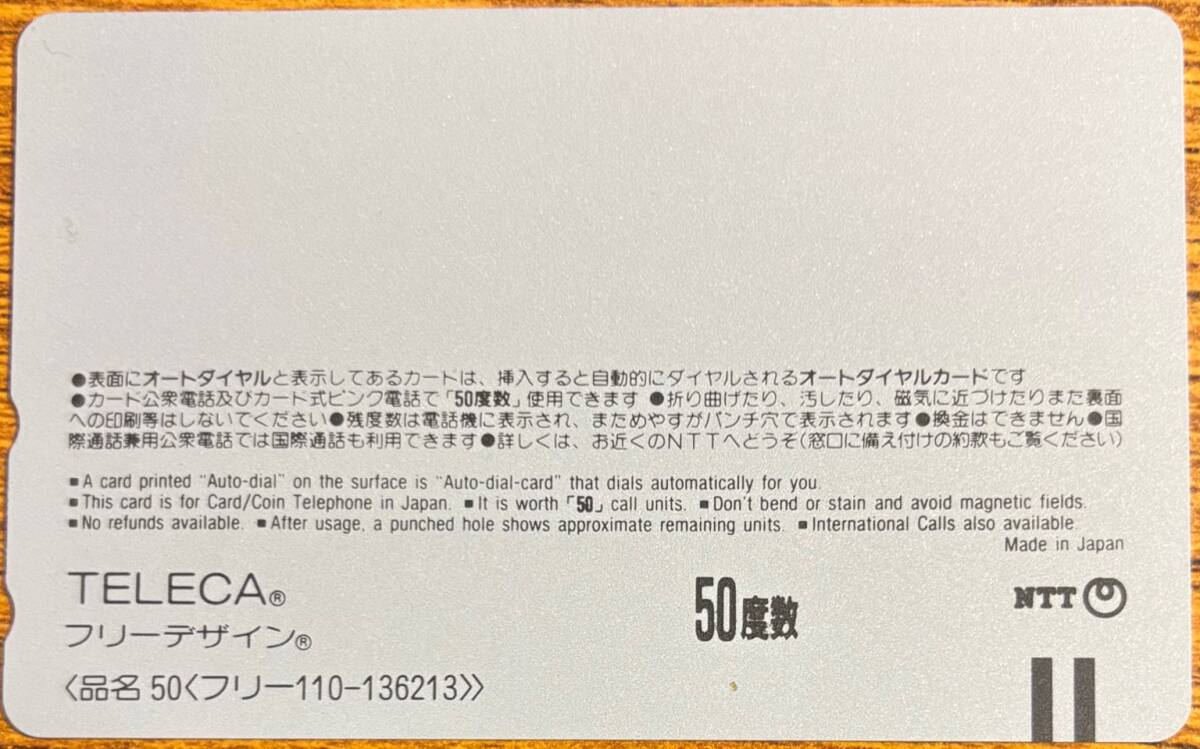 ●表面にオートダイヤルと表示してあるカードは、挿入すると自動的にダイヤルされるオートダイヤルカードです
●カード公衆電話及びカード式ピンク電話で「50度数」使用できます ●折り曲げたり、汚したり、磁気に近づけたりまた裏面
への印刷等はしないでください●残度数は電話機に表示され、まためやすがパンチ穴で表示されます●換金はできません●国
際通話兼用公衆電話では国際通話も利用できます●詳しくは、お近くのNTTへどうぞ(窓口に備え付けの約款もご覧ください)
■A card printed "Auto-dial" on the surface is "Auto-dial-card" that dials automatically for you.
■This card is for Card/Coin Telephone in Japan. ■It is worth「50」call units. ■Don't bend or stain and avoid magnetic fields.
■No refunds available. ■After usage, a punched hole shows approximate remaining units. ■International Calls also available.
Made in Japan
TELECA®
50度数
NTT
フリーデザイン®
〈品名 50〈フリー110-136213〉〉